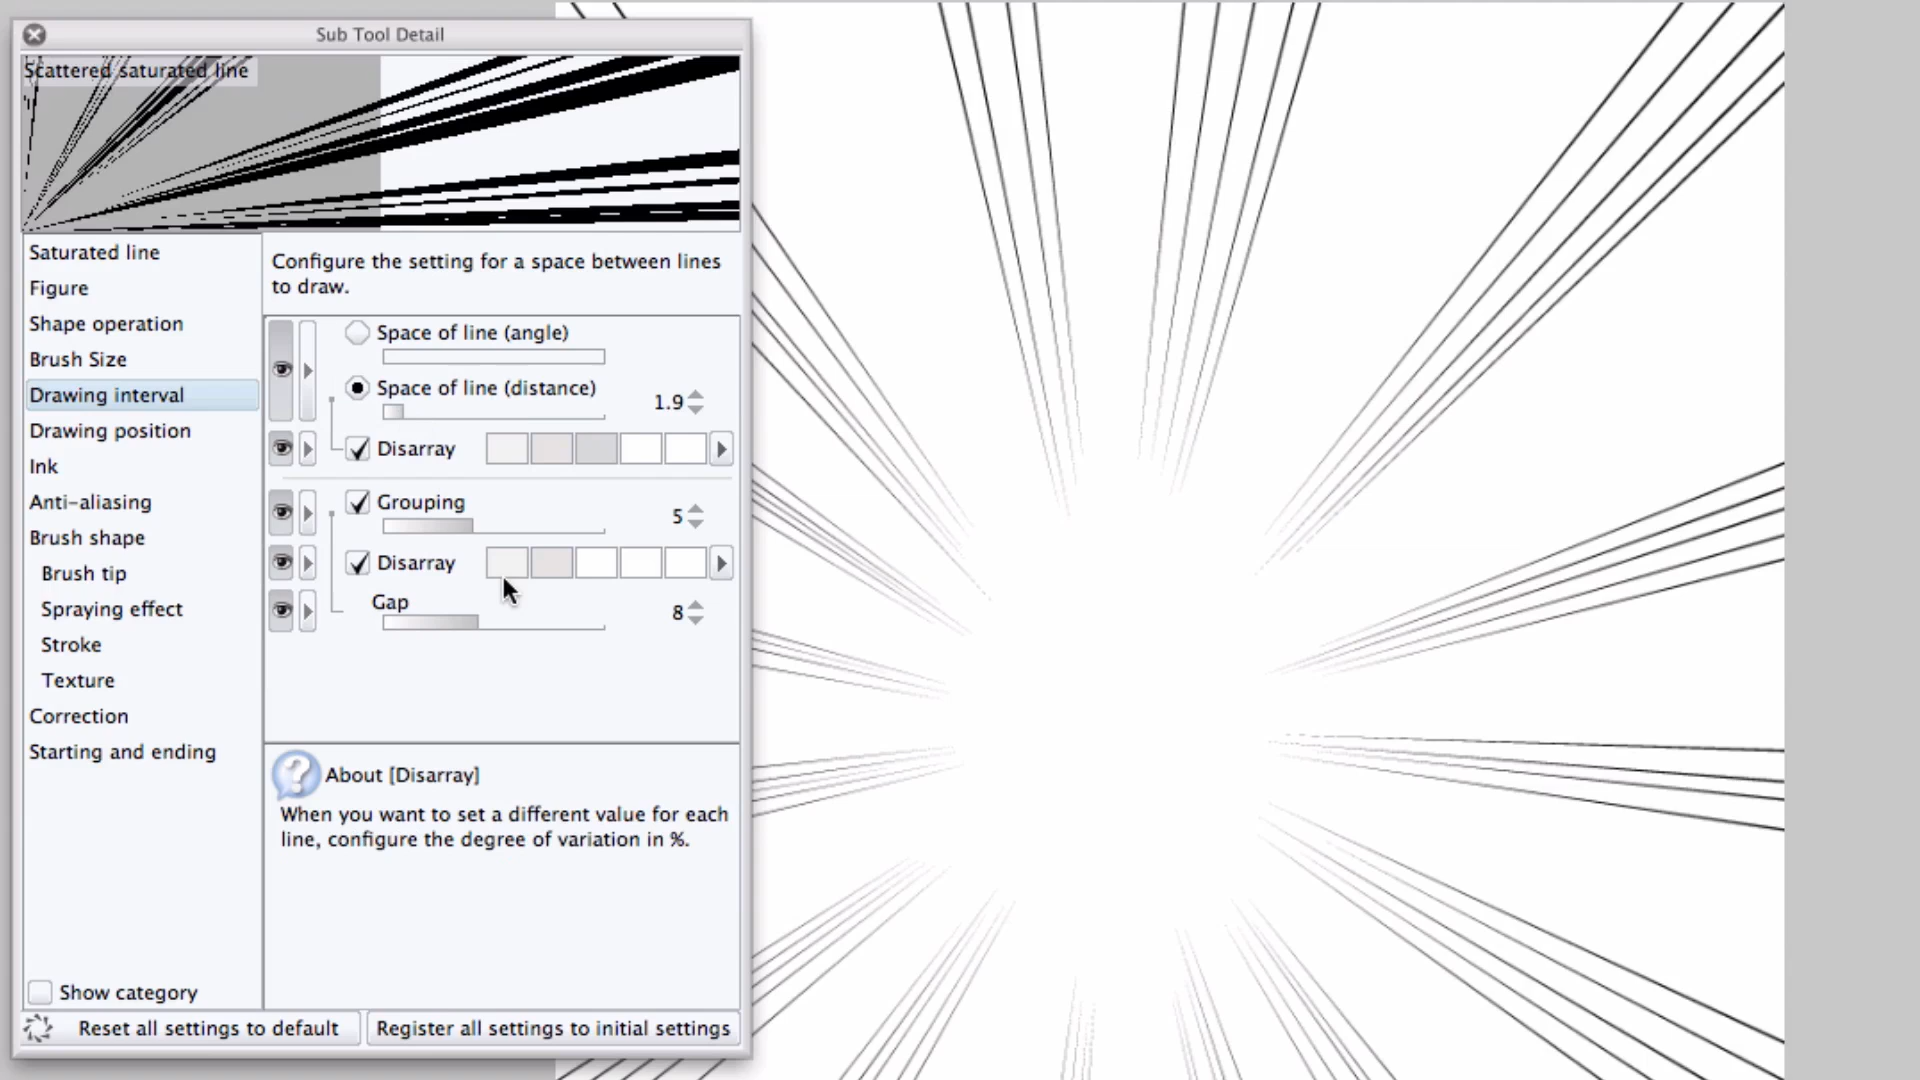 Sub Tool Detail
Scattered saturated line
Saturated line
Figure
Shape operation
Brush Size
Drawing interval
Drawing position
Ink
Anti-aliasing
Brush shape
Brush tip
Spraying effect
Stroke
Texture
Correction
Starting and ending
Show category
Configure the setting for a space between lines
to draw.
Space of line (angle)
Space of line (distance)
1.9
Disarray
Grouping
5
Disarray
Gap
8
About [Disarray]
When you want to set a different value for each
line, configure the degree of variation in %.
Reset all settings to default
Register all settings to initial settings